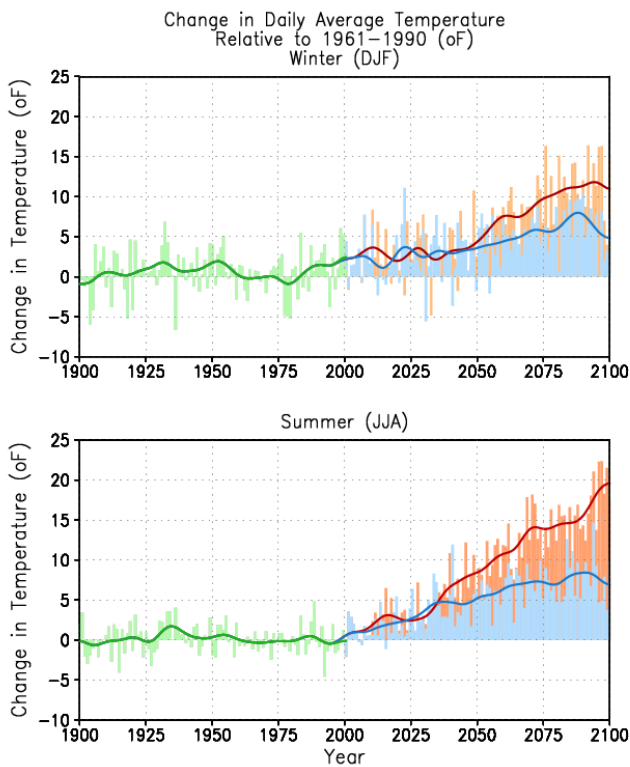 Change in Daily Average Temperature
Relative to 1961-1990 (oF)
Winter (DJF)
Change in Temperature (oF)
25
20
15
10
5
0
-5
-10
1900 1925 1950 1975 2000 2025 2050 2075 2100
Summer (JJA)
Change in Temperature (oF)
25
20
15
10
5
0
-5
-10
1900 1925 1950 1975 2000 2025 2050 2075 2100
Year